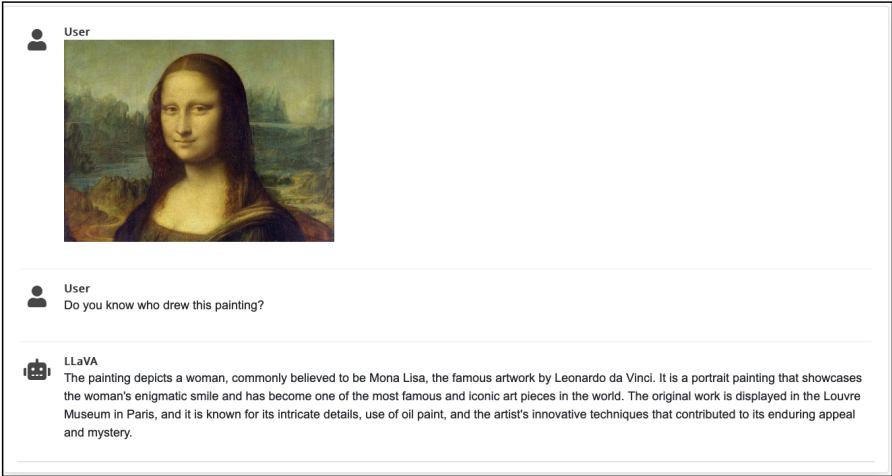 User
User
Do you know who drew this painting?
LLaVA
The painting depicts a woman, commonly believed to be Mona Lisa, the famous artwork by Leonardo da Vinci. It is a portrait painting that showcases
the woman's enigmatic smile and has become one of the most famous and iconic art pieces in the world. The original work is displayed in the Louvre
Museum in Paris, and it is known for its intricate details, use of oil paint, and the artist's innovative techniques that contributed to its enduring appeal
and mystery.